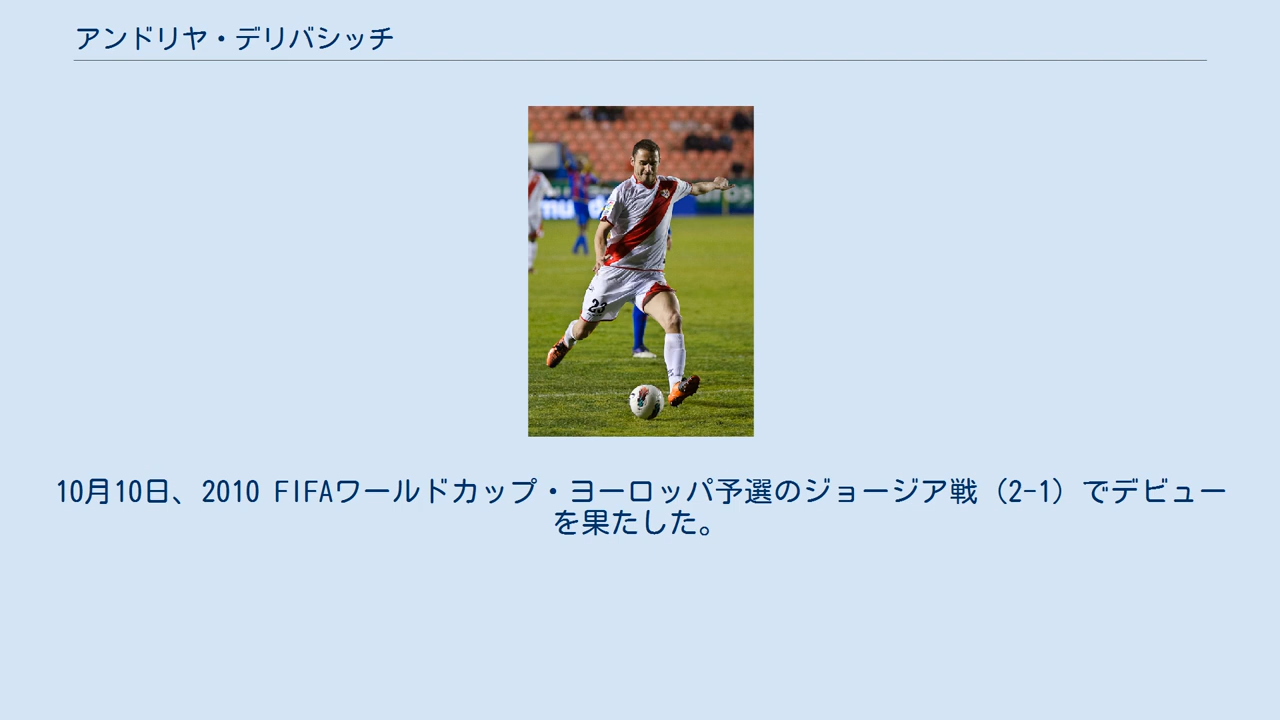 アンドリヤ・デリバシッチ
23
10月10日、2010 FIFAワールドカップ・ヨーロッパ予選のジョージア戦（2-1）でデビュー
を果たした。